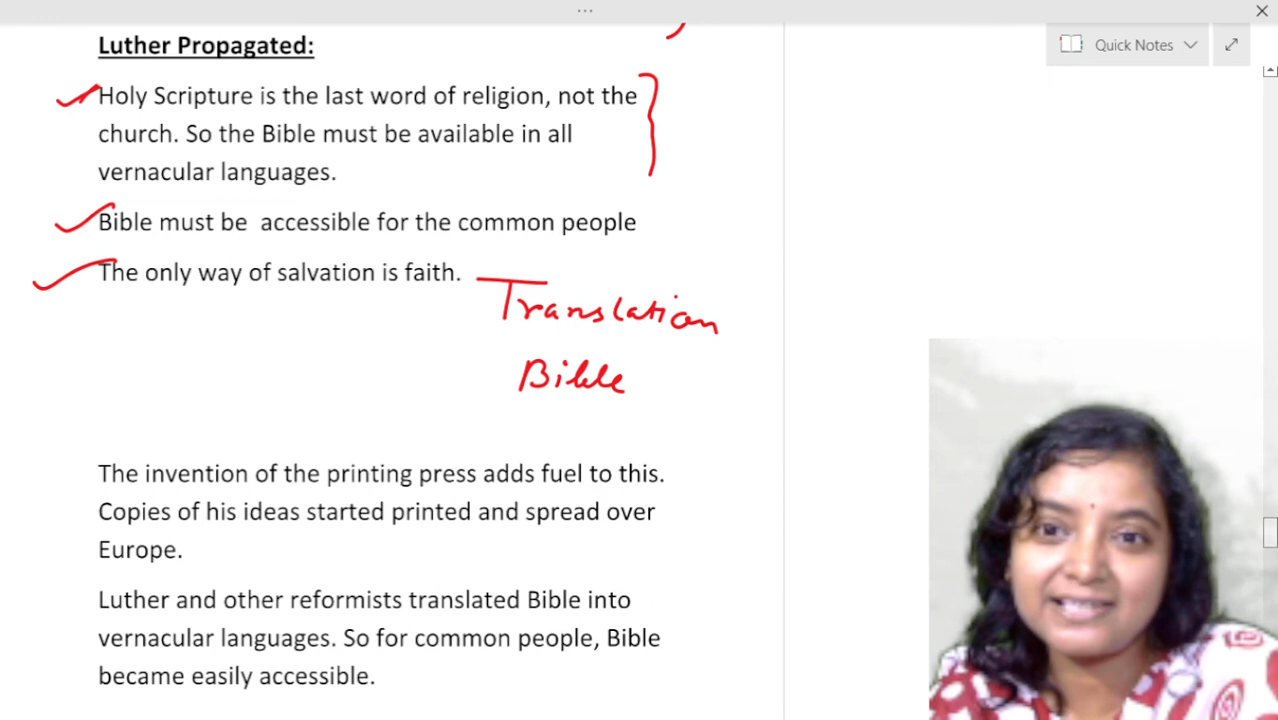 Quick Notes
Luther Propagated:
Holy Scripture is the last word of religion, not the
church. So the Bible must be available in all
vernacular languages.
Bible must be accessible for the common people
The only way of salvation is faith.
Translation
Bible
The invention of the printing press adds fuel to this.
Copies of his ideas started printed and spread over
Europe.
Luther and other reformists translated Bible into
vernacular languages. So for common people, Bible
became easily accessible.